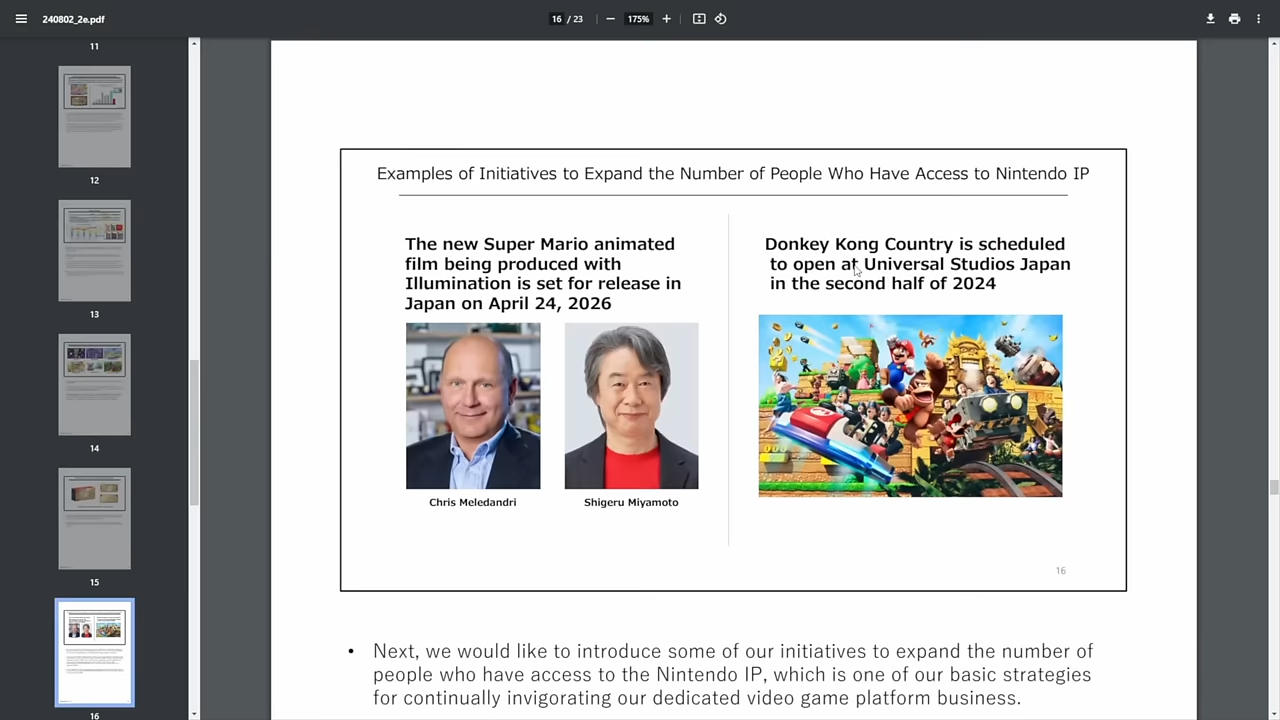 240802_2e.pdf
16 / 23
175%
11
12
13
14
15
16
Examples of Initiatives to Expand the Number of People Who Have Access to Nintendo IP
The new Super Mario animated
film being produced with
Illumination is set for release in
Japan on April 24, 2026
Chris Meledandri
Shigeru Miyamoto
Donkey Kong Country is scheduled
to open at Universal Studios Japan
in the second half of 2024
16
• Next, we would like to introduce some of our initiatives to expand the number of
people who have access to the Nintendo IP, which is one of our basic strategies
for continually invigorating our dedicated video game platform business.